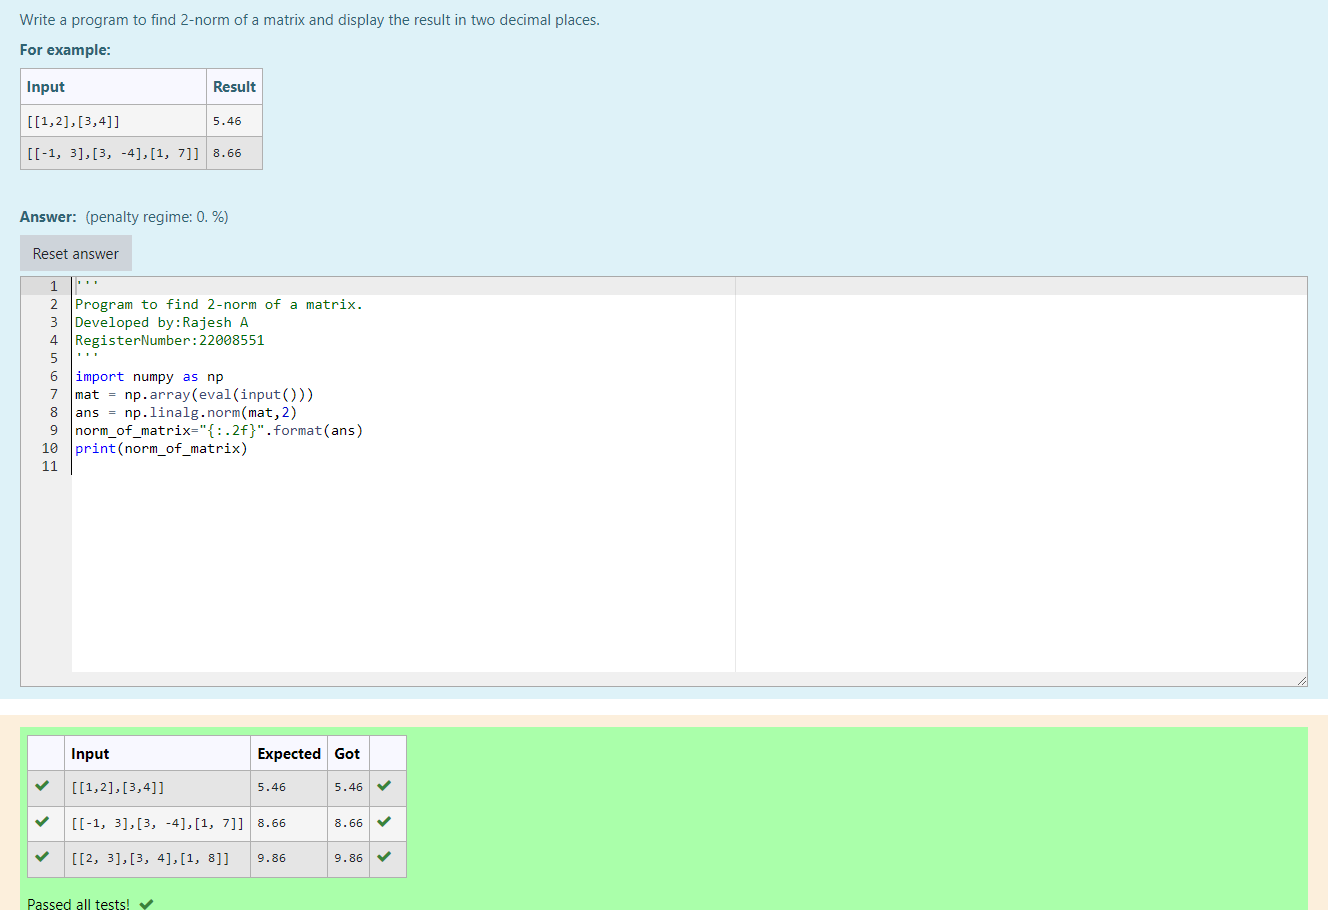 Write a program to find 2-norm of a matrix and display the result in two decimal places.
For example:
Input Result
[[1,2],[3,4]] 5.46
[[-1, 3],[3, -4],[1, 7]] 8.66
Answer: (penalty regime: 0. %)
Reset answer
1 '''
2 Program to find 2-norm of a matrix.
3 Developed by:Rajesh A
4 RegisterNumber:22008551
5 '''
6 import numpy as np
7 mat = np.array(eval(input()))
8 ans = np.linalg.norm(mat,2)
9 norm_of_matrix="{:.2f}".format(ans)
10 print(norm_of_matrix)
11
Input Expected Got
[[1,2],[3,4]] 5.46 5.46
[[-1, 3],[3, -4],[1, 7]] 8.66 8.66
[[2, 3],[3, 4],[1, 8]] 9.86 9.86
Passed all tests!